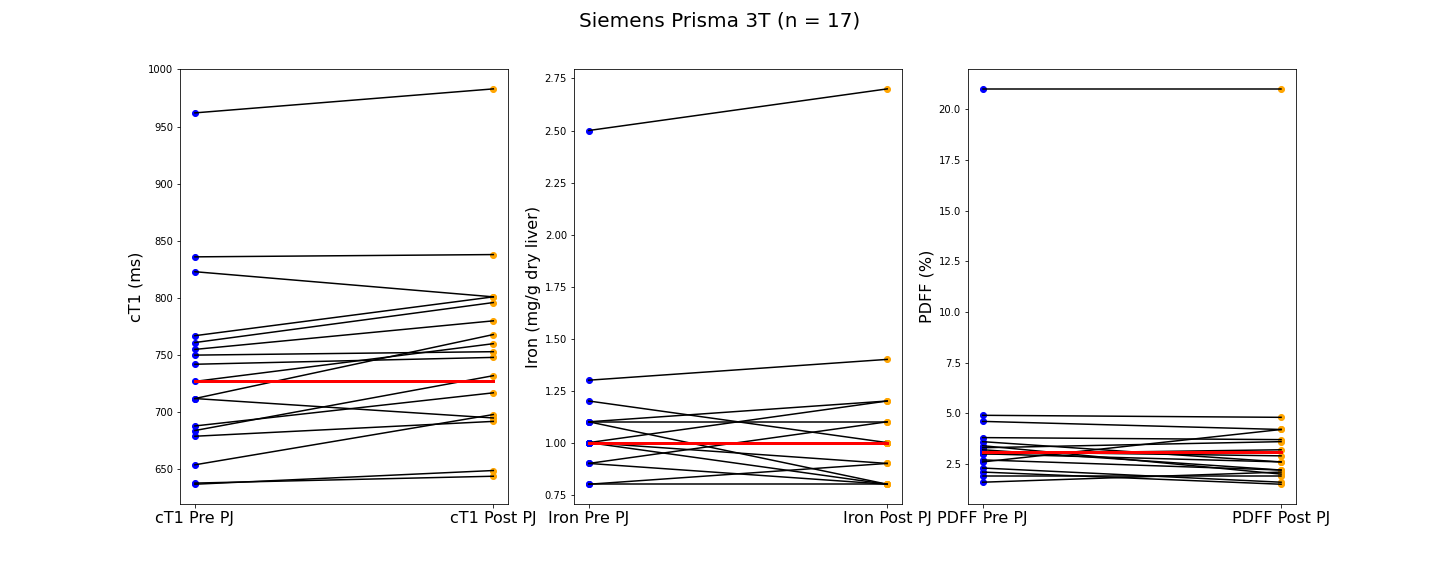 Siemens Prisma 3T (n = 17)
cT1 (ms)
1000
950
900
850
800
750
700
650
cT1 Pre PJ
cT1 Post PJ
Iron (mg/g dry liver)
2.75
2.50
2.25
2.00
1.75
1.50
1.25
1.00
0.75
Iron Pre PJ
Iron Post PJ
PDFF (%)
20.0
17.5
15.0
12.5
10.0
7.5
5.0
2.5
PDFF Pre PJ
PDFF Post PJ